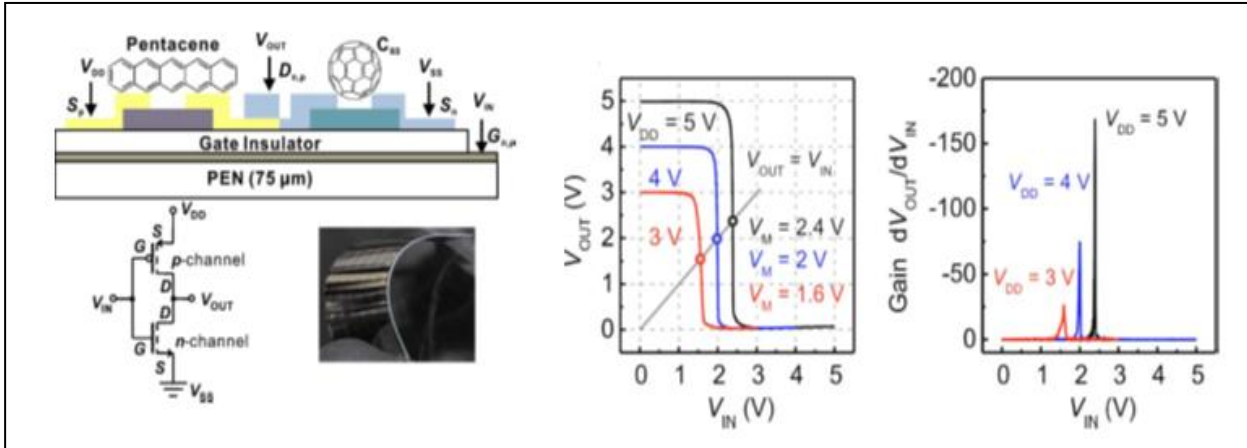 Pentacene
V_OUT
V_DD
D_n,p
V_SS
V_IN
S_p
S_n
G_n,p
Gate Insulator
PEN (75 μm)
V_DD
S
G
p-channel
D
V_IN
V_OUT
D
G
n-channel
S
V_SS
V_OUT (V)
5
4
3
2
1
0
V_DD = 5 V
4 V
3 V
V_OUT = V_IN
V_M = 2.4 V
V_M = 2 V
V_M = 1.6 V
0 1 2 3 4 5
V_IN (V)
Gain dV_OUT/dV_IN
-200
-150
-100
-50
0
V_DD = 5 V
V_DD = 4 V
V_DD = 3 V
0 1 2 3 4 5
V_IN (V)